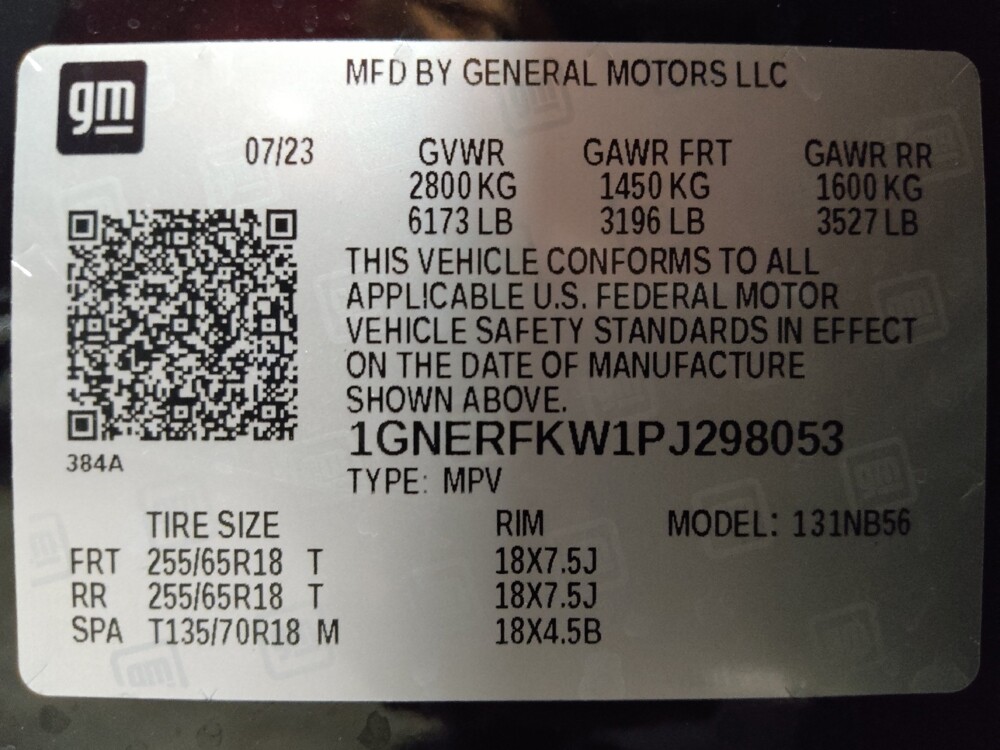 gm
MFD BY GENERAL MOTORS LLC
07/23 GVWR GAWR FRT GAWR RR
2800 KG 1450 KG 1600 KG
6173 LB 3196 LB 3527 LB
THIS VEHICLE CONFORMS TO ALL
APPLICABLE U.S. FEDERAL MOTOR
VEHICLE SAFETY STANDARDS IN EFFECT
ON THE DATE OF MANUFACTURE
SHOWN ABOVE.
1GNERFKW1PJ298053
384A
TYPE: MPV
TIRE SIZE RIM MODEL: 131NB56
FRT 255/65R18 T 18X7.5J
RR 255/65R18 T 18X7.5J
SPA T135/70R18 M 18X4.5B